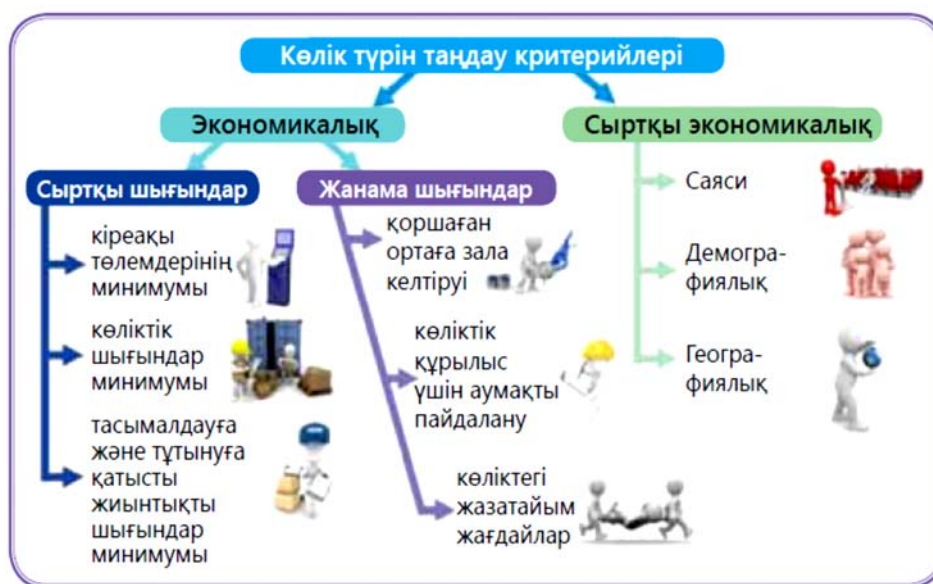 Көлік түрін таңдау критерийлері
Экономикалық
Сыртқы экономикалық
Сыртқы шығындар
кіреақы
төлемдерінің
минимумы
көліктік
шығындар
минимумы
тасымалдауға
және тұтынуға
қатысты
жиынтықты
шығындар
минимумы
Жанама шығындар
қоршаған
ортаға зала
келтіруі
көліктік
құрылыс
үшін аумақты
пайдалану
көліктегі
жазатайым
жағдайлар
Саяси
Демогра-
фиялық
Геогра-
фиялық